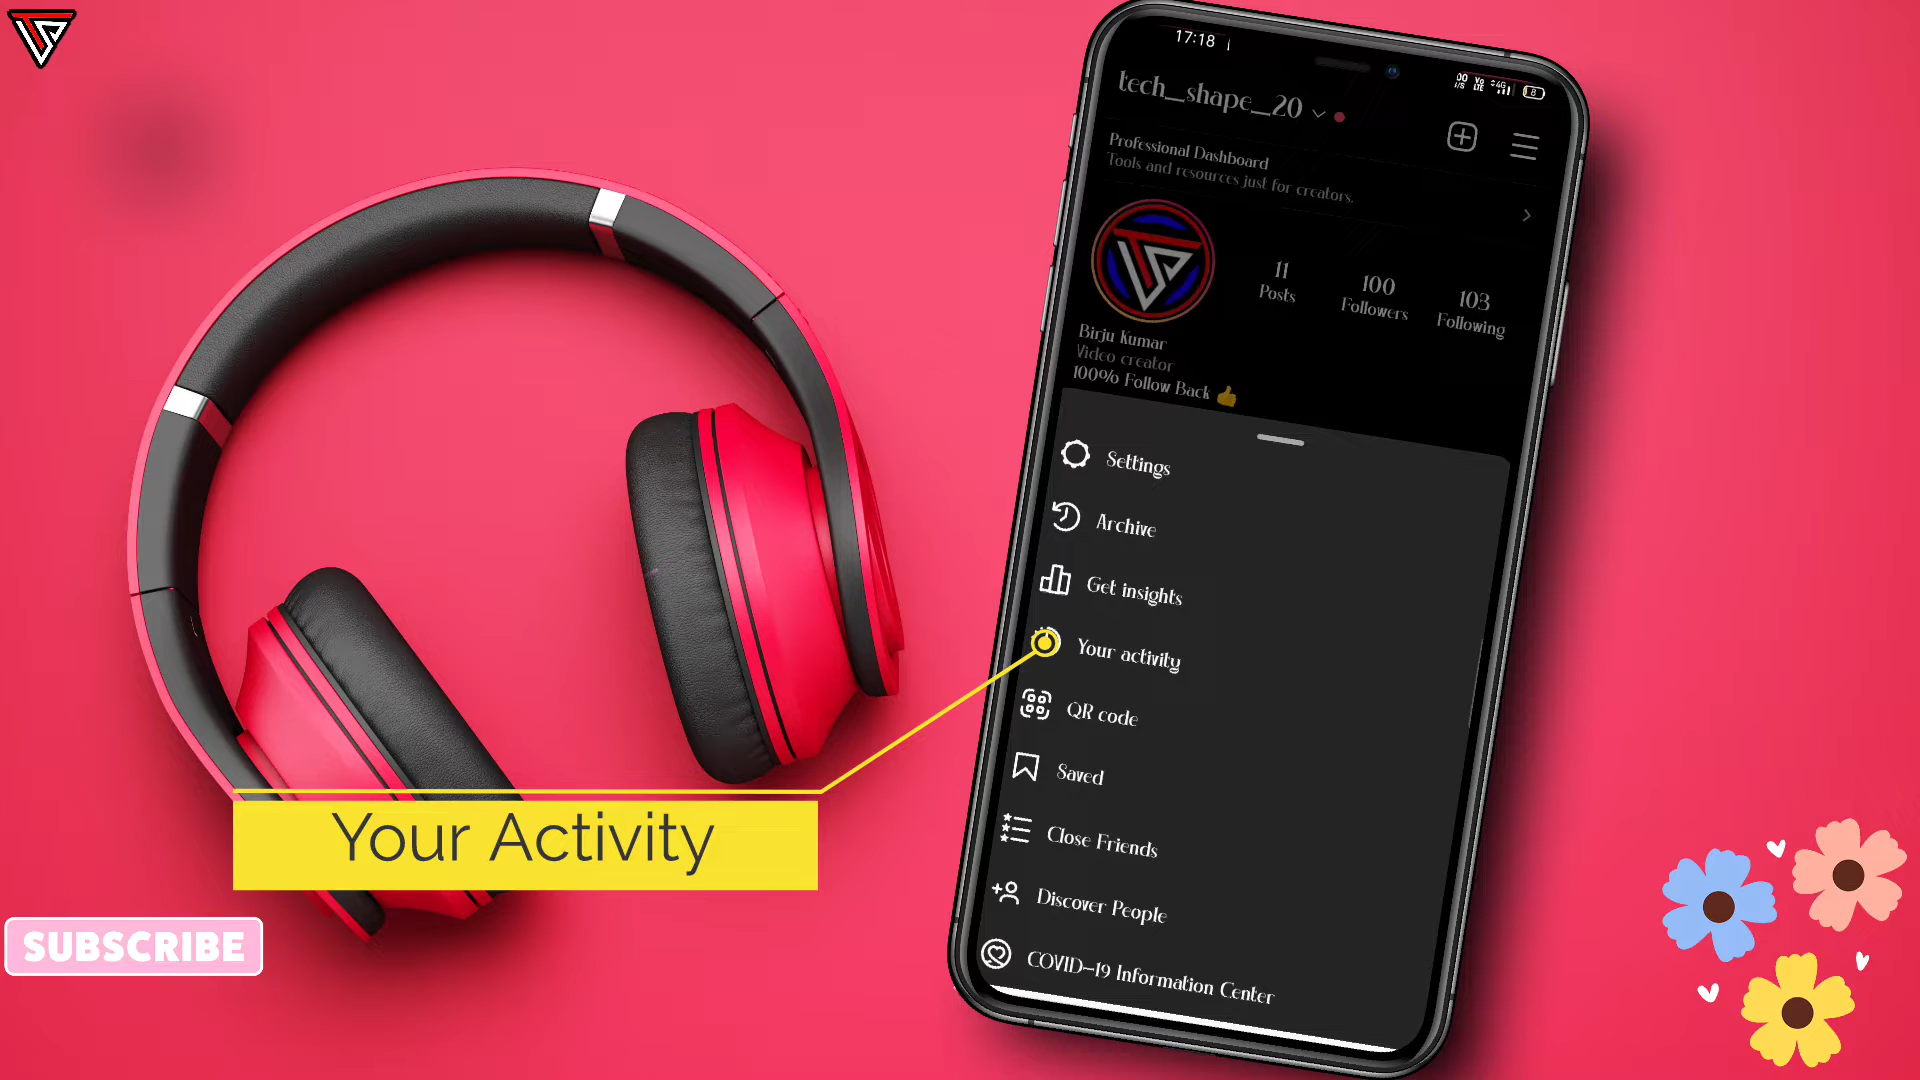 17:18
tech_shape_20
Professional Dashboard
Tools and resources just for creators.
11
Posts
100
Followers
103
Following
Birju Kumar
Video creator
100% Follow Back 👍
Settings
Archive
Get insights
Your activity
QR code
Saved
Close Friends
Discover People
COVID-19 Information Center
Your Activity
SUBSCRIBE